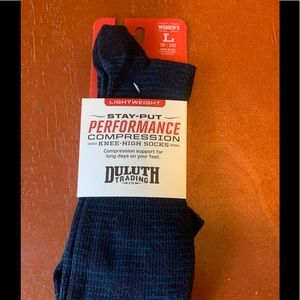 WOMEN'S
L
LIGHTWEIGHT
STAY-PUT
PERFORMANCE
COMPRESSION
KNEE-HIGH SOCKS
Compression support for
long days on your feet.
DULUTH
TRADING